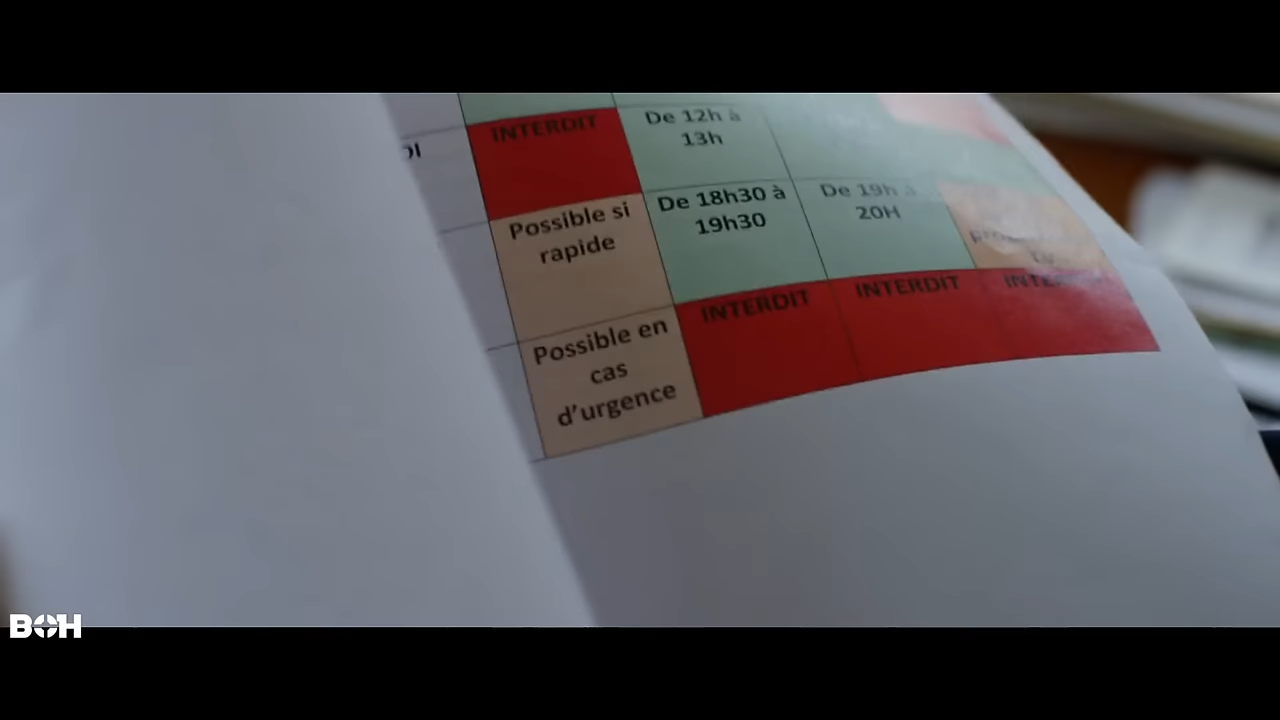 INTERDIT
De 12h à
13h
Possible si
rapide
De 18h30 à
19h30
De 19h à
20H
Possible en
cas
d'urgence
INTERDIT
INTERDIT
INTERDIT
BOH